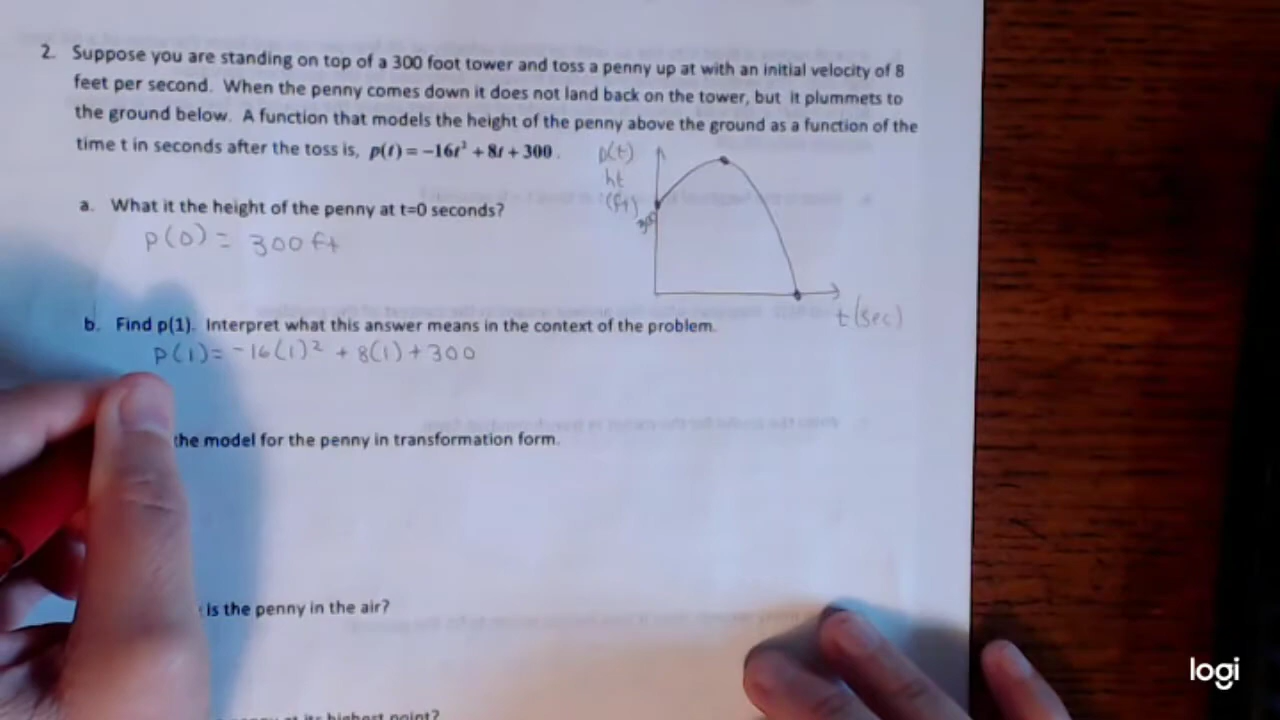 2. Suppose you are standing on top of a 300 foot tower and toss a penny up at with an initial velocity of 8
feet per second. When the penny comes down it does not land back on the tower, but it plummets to
the ground below. A function that models the height of the penny above the ground as a function of the
time t in seconds after the toss is, p(t) = −16t² + 8t + 300.
p(t)
ht
(ft)
300
t (sec)
a. What it the height of the penny at t=0 seconds?
p(0) = 300 ft
b. Find p(1). Interpret what this answer means in the context of the problem.
p(1) = -16(1)² + 8(1) + 300
the model for the penny in transformation form.
is the penny in the air?
at its highest point?
logi